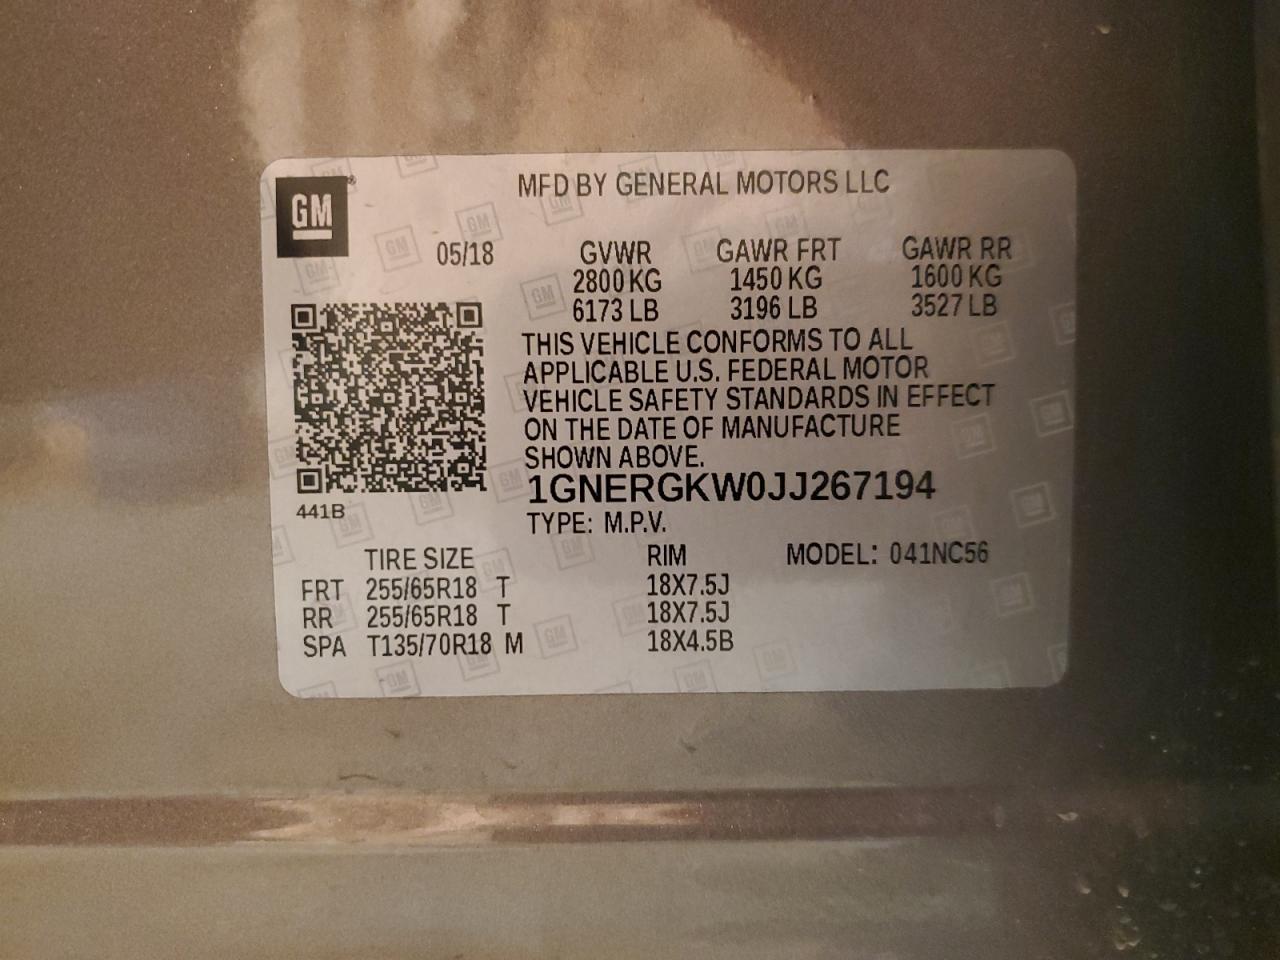 GM
MFD BY GENERAL MOTORS LLC
05/18 GVWR GAWR FRT GAWR RR
2800 KG 1450 KG 1600 KG
6173 LB 3196 LB 3527 LB
THIS VEHICLE CONFORMS TO ALL
APPLICABLE U.S. FEDERAL MOTOR
VEHICLE SAFETY STANDARDS IN EFFECT
ON THE DATE OF MANUFACTURE
SHOWN ABOVE.
1GNERGKW0JJ267194
441B
TYPE: M.P.V.
TIRE SIZE RIM MODEL: 041NC56
FRT 255/65R18 T 18X7.5J
RR 255/65R18 T 18X7.5J
SPA T135/70R18 M 18X4.5B